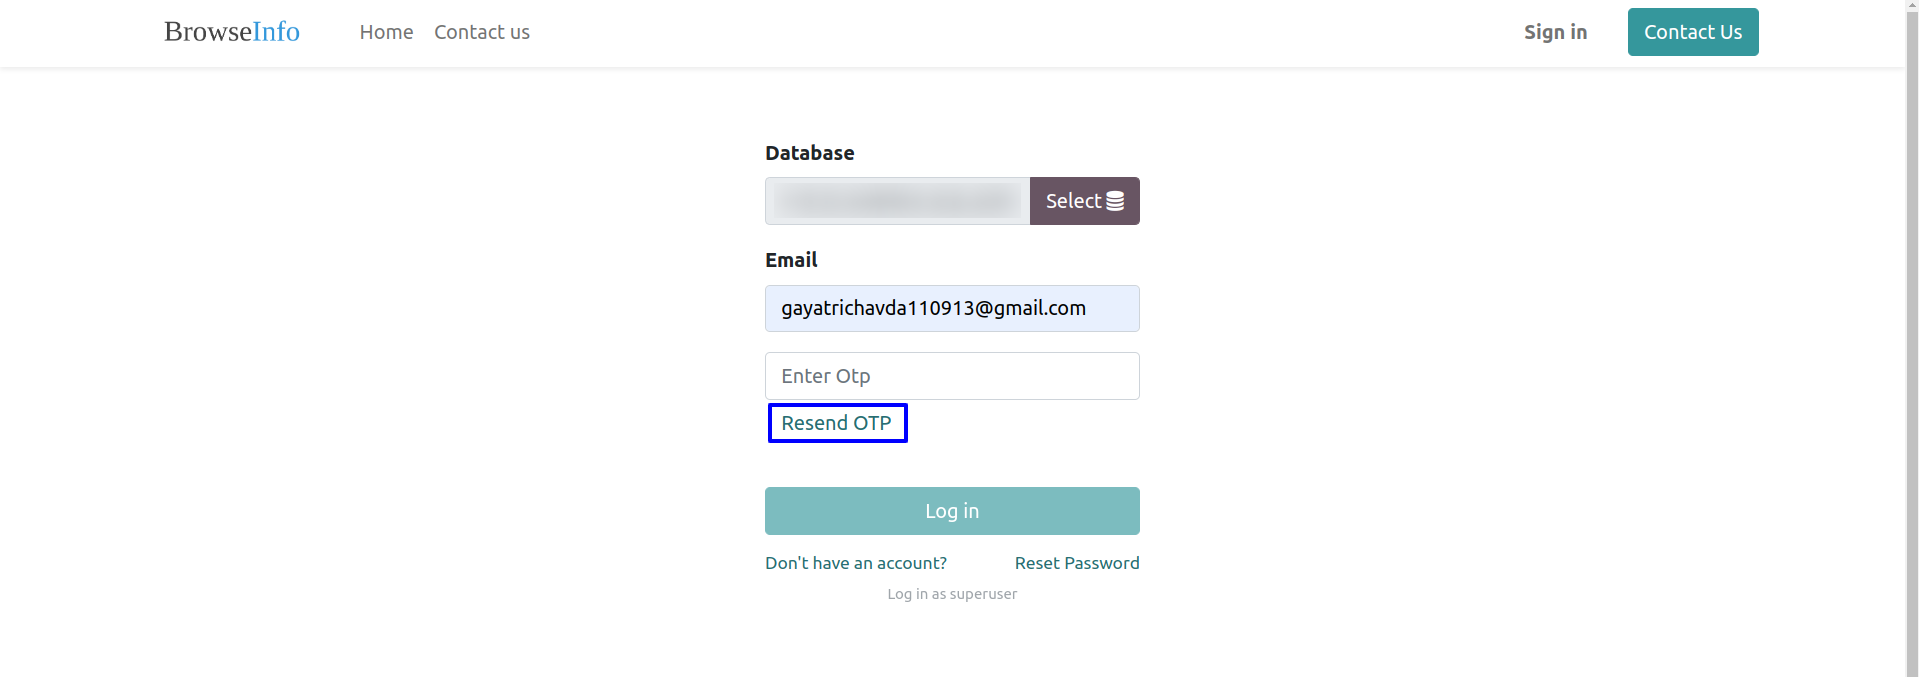 BrowseInfo Home Contact us Sign in Contact Us
Database
Select
Email
gayatrichavda110913@gmail.com
Enter Otp
Resend OTP
Log in
Don't have an account? Reset Password
Log in as superuser